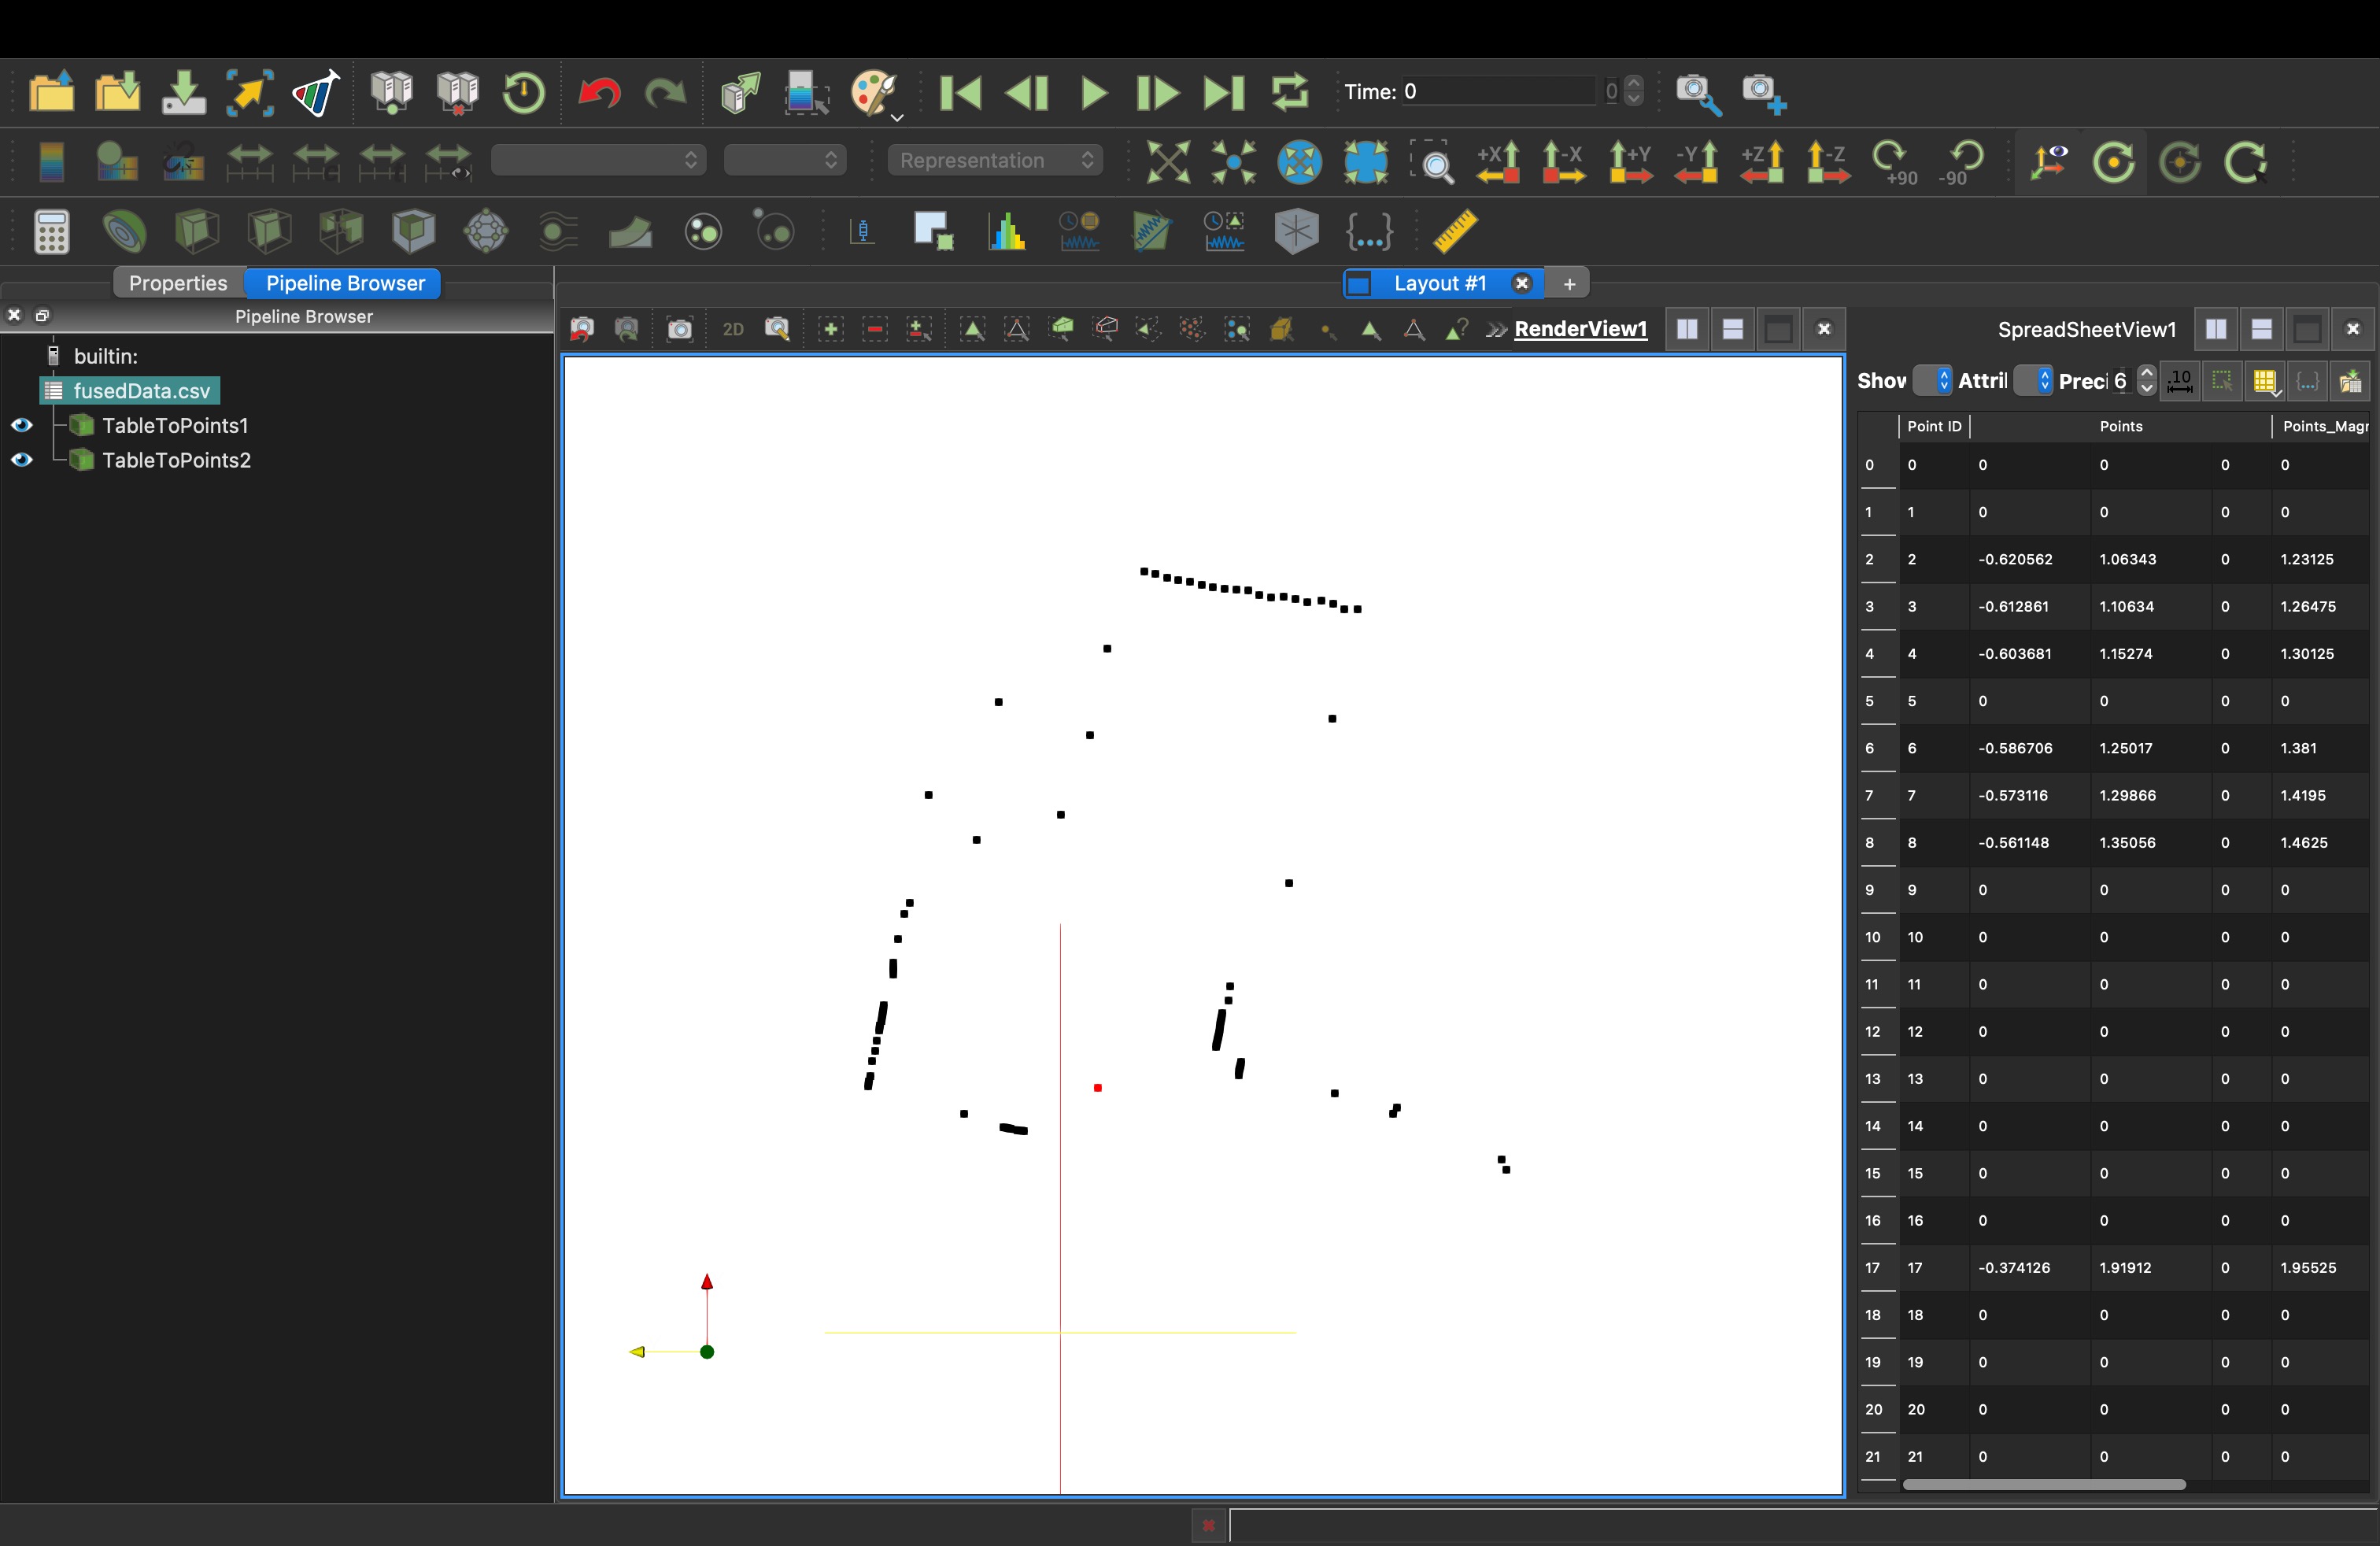 Time: 0 0
Representation +X -X +Y -Y +Z -Z +90 -90
Properties Pipeline Browser Layout #1 +
Pipeline Browser
builtin:
fusedData.csv
TableToPoints1
TableToPoints2
2D RenderView1 SpreadSheetView1
Show Attri Preci 6 .10
Point ID Points Points_Magn
0 0 0 0 0 0
1 1 0 0 0 0
2 2 -0.620562 1.06343 0 1.23125
3 3 -0.612861 1.10634 0 1.26475
4 4 -0.603681 1.15274 0 1.30125
5 5 0 0 0 0
6 6 -0.586706 1.25017 0 1.381
7 7 -0.573116 1.29866 0 1.4195
8 8 -0.561148 1.35056 0 1.4625
9 9 0 0 0 0
10 10 0 0 0 0
11 11 0 0 0 0
12 12 0 0 0 0
13 13 0 0 0 0
14 14 0 0 0 0
15 15 0 0 0 0
16 16 0 0 0 0
17 17 -0.374126 1.91912 0 1.95525
18 18 0 0 0 0
19 19 0 0 0 0
20 20 0 0 0 0
21 21 0 0 0 0